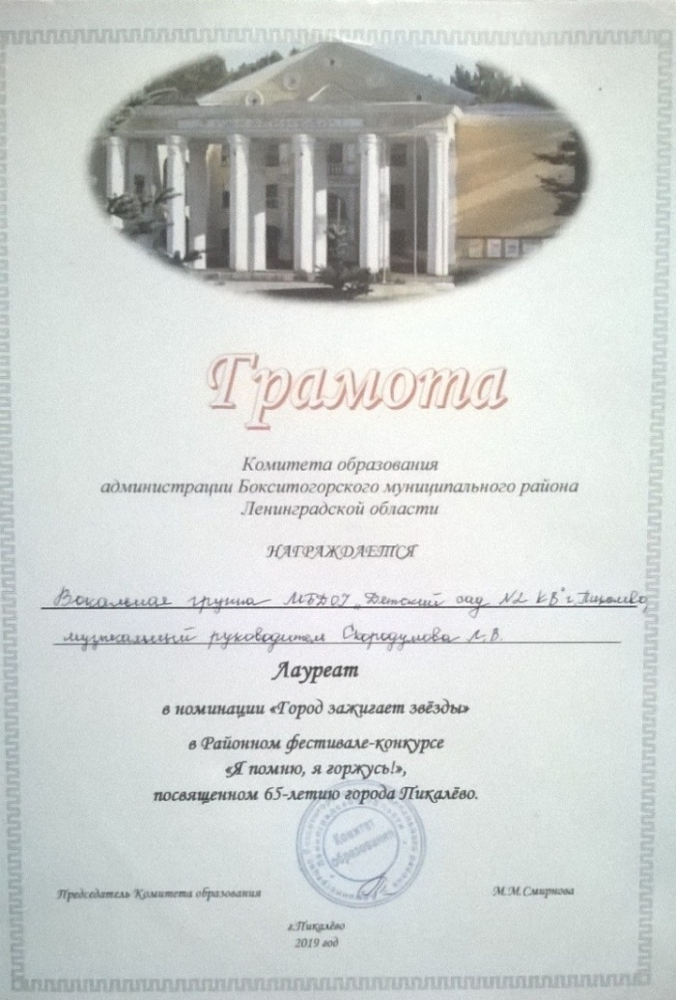 Грамота
Комитета образования
администрации Бокситогорского муниципального района
Ленинградской области
НАГРАЖДАЕТСЯ
Вокальная группа МБДОУ "Детский сад №2 КВ" г. Пикалево,
музыкальный руководитель Скородумова Л.В.
Лауреат
в номинации «Город зажигает звёзды»
в Районном фестивале-конкурсе
«Я помню, я горжусь!»,
посвященном 65-летию города Пикалёво.
Комитет
образования
Председатель Комитета образования М.М.Смирнова
г.Пикалёво
2019 год